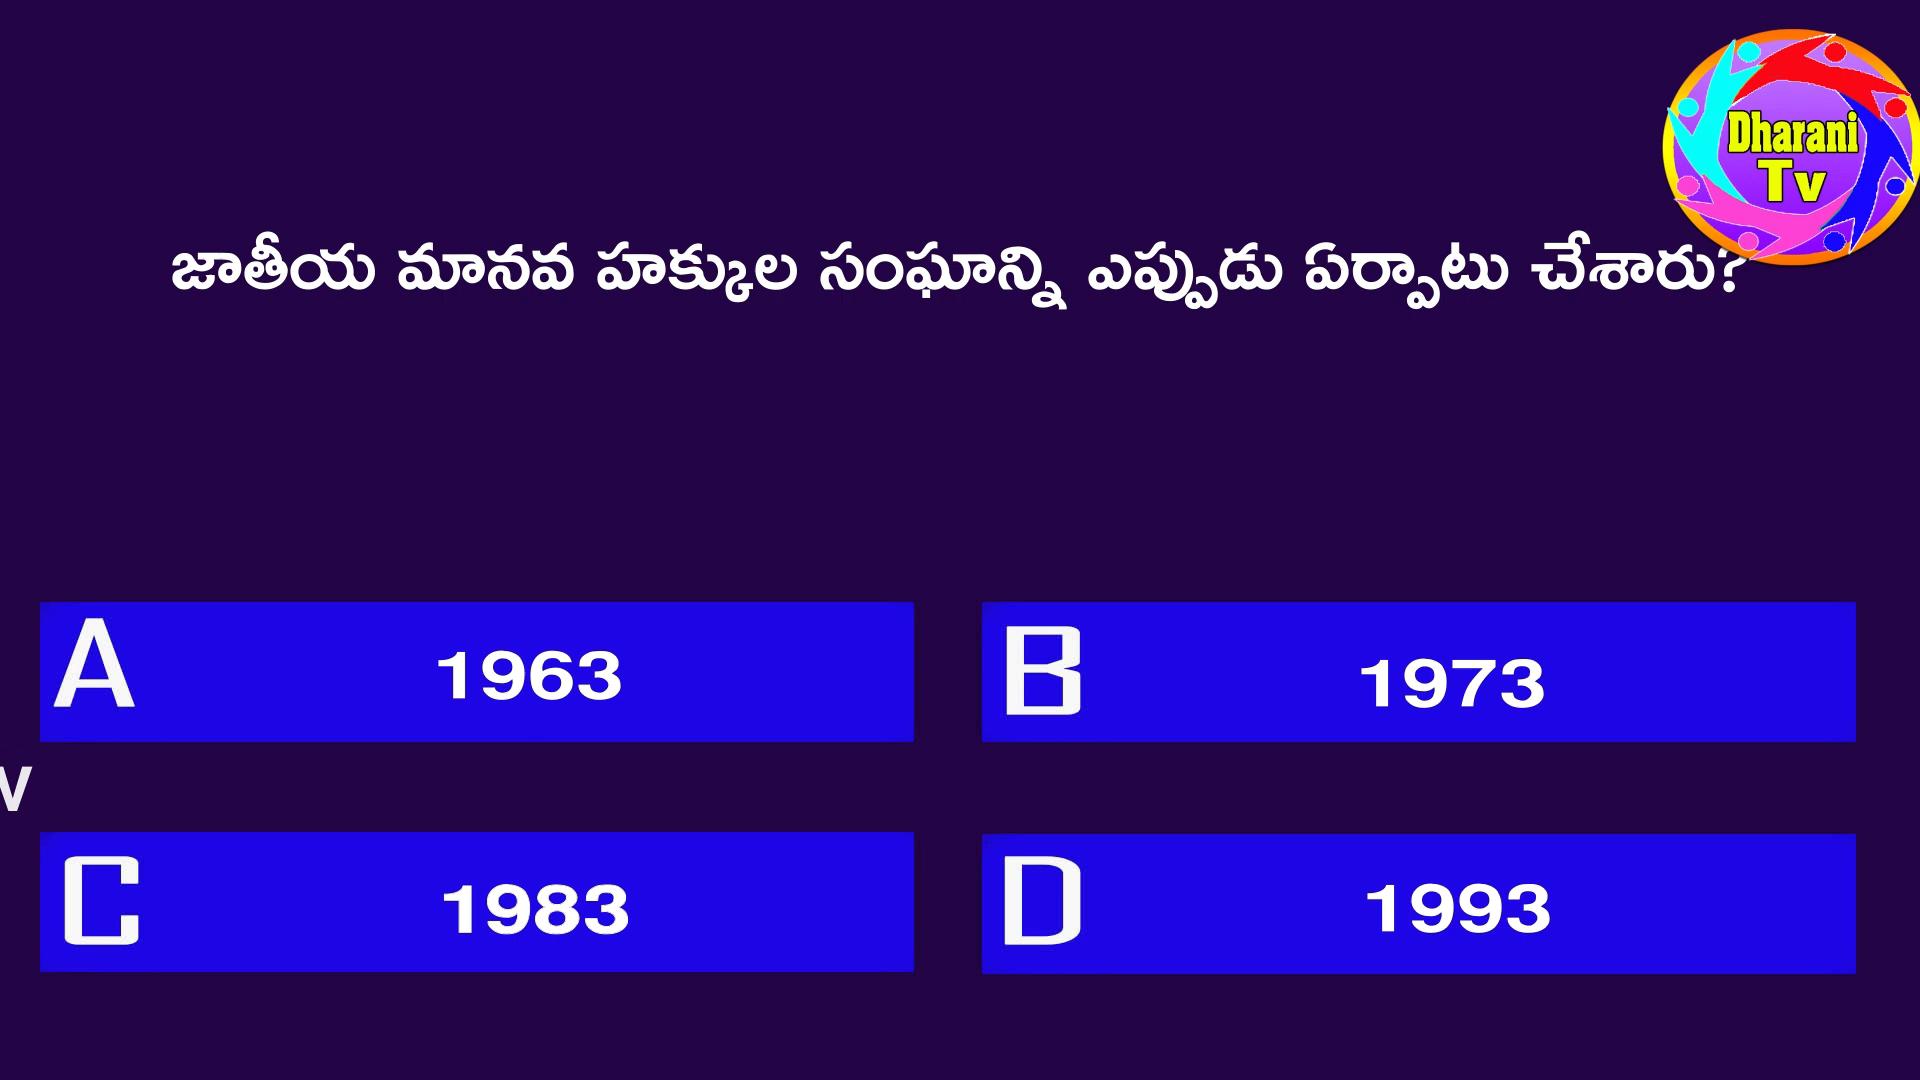 Dharani
Tv
జాతీయ మానవ హక్కుల సంఘాన్ని ఎప్పుడు ఏర్పాటు చేశారు?
A 1963
B 1973
v
C 1983
D 1993